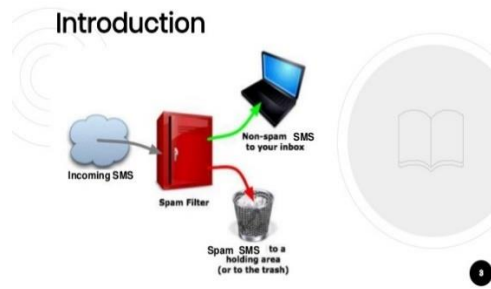 Introduction
Non-spam SMS
to your inbox
Incoming SMS
Spam Filter
Spam SMS to a
holding area
(or to the trash)
3